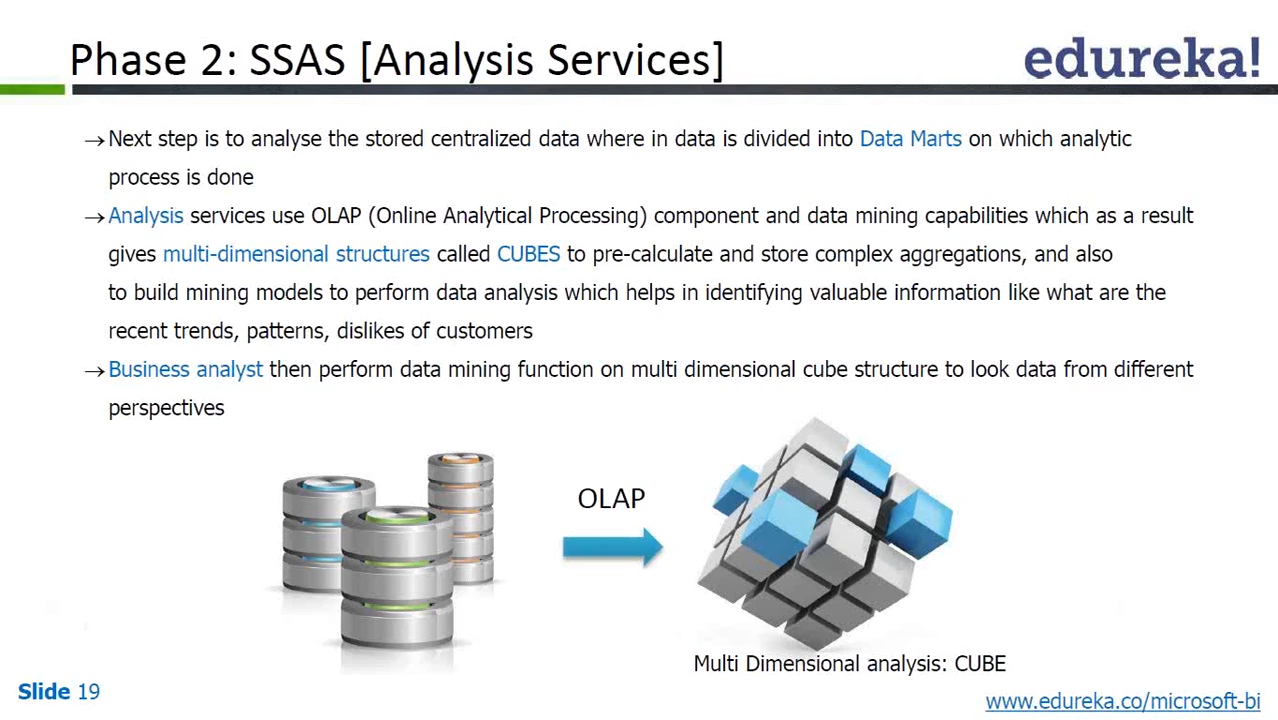 Phase 2: SSAS [Analysis Services]
edureka!
→Next step is to analyse the stored centralized data where in data is divided into Data Marts on which analytic
process is done
→Analysis services use OLAP (Online Analytical Processing) component and data mining capabilities which as a result
gives multi-dimensional structures called CUBES to pre-calculate and store complex aggregations, and also
to build mining models to perform data analysis which helps in identifying valuable information like what are the
recent trends, patterns, dislikes of customers
→Business analyst then perform data mining function on multi dimensional cube structure to look data from different
perspectives
OLAP
Multi Dimensional analysis: CUBE
Slide 19
www.edureka.co/microsoft-bi